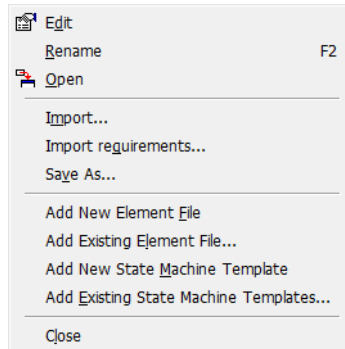 Edit
Rename F2
Open
Import...
Import requirements...
Save As...
Add New Element File
Add Existing Element File...
Add New State Machine Template
Add Existing State Machine Templates...
Close